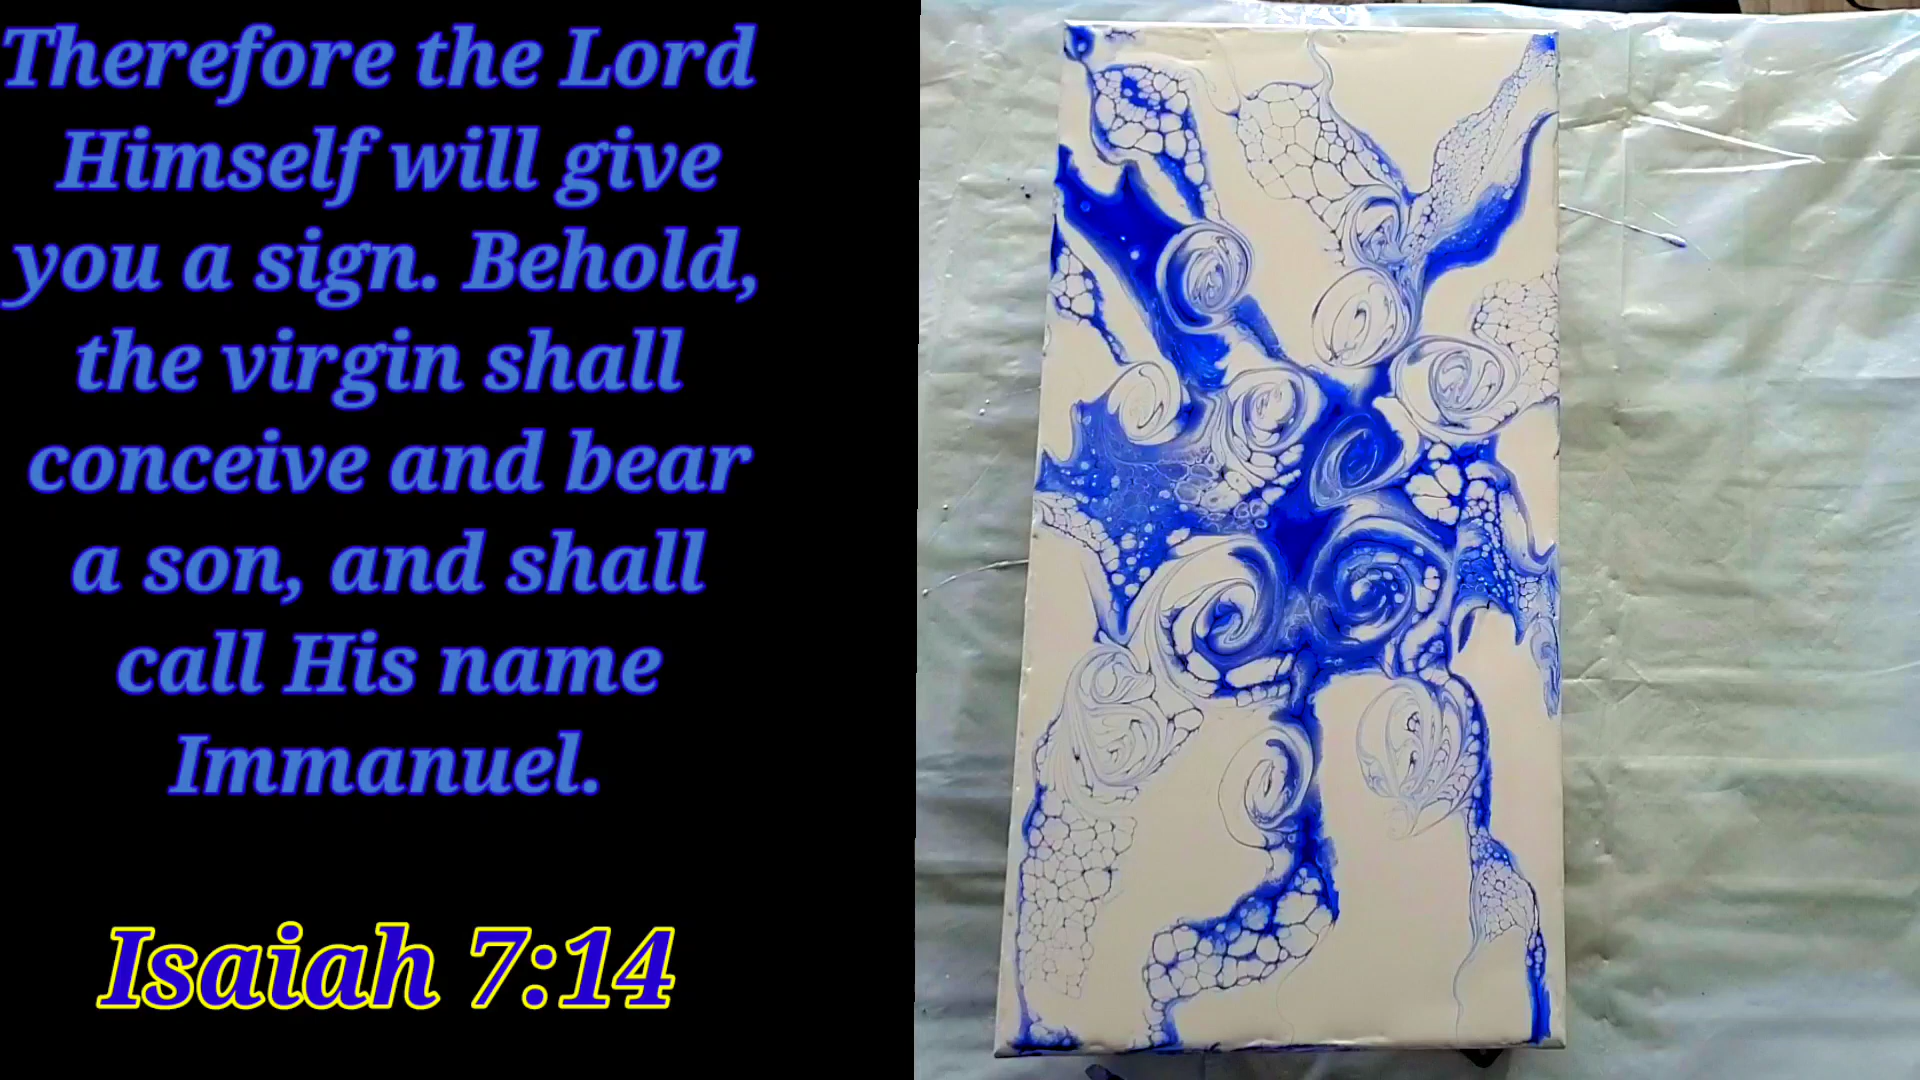 Therefore the Lord
Himself will give
you a sign. Behold,
the virgin shall
conceive and bear
a son, and shall
call His name
Immanuel.
Isaiah 7:14